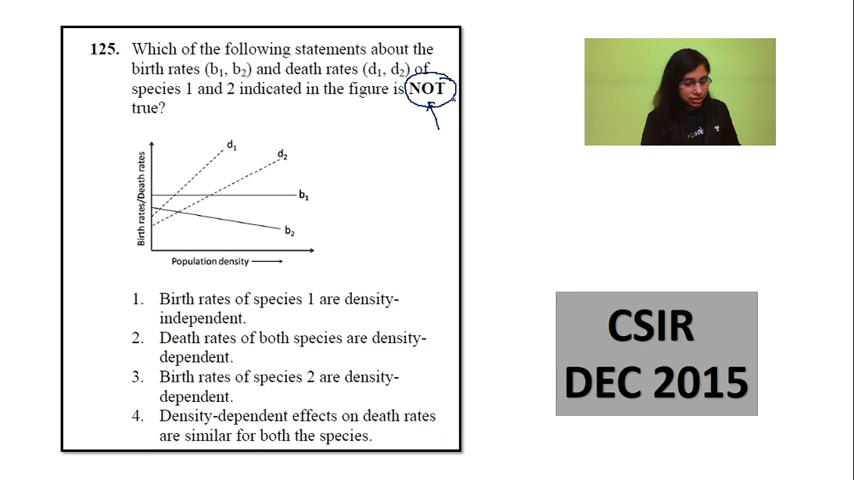 125. Which of the following statements about the
birth rates (b₁, b₂) and death rates (d₁, d₂) of
species 1 and 2 indicated in the figure is NOT
true?
d₁
d₂
b₁
b₂
Birth rates/Death rates
Population density
1. Birth rates of species 1 are density-
independent.
2. Death rates of both species are density-
dependent.
3. Birth rates of species 2 are density-
dependent.
4. Density-dependent effects on death rates
are similar for both the species.
CSIR
DEC 2015